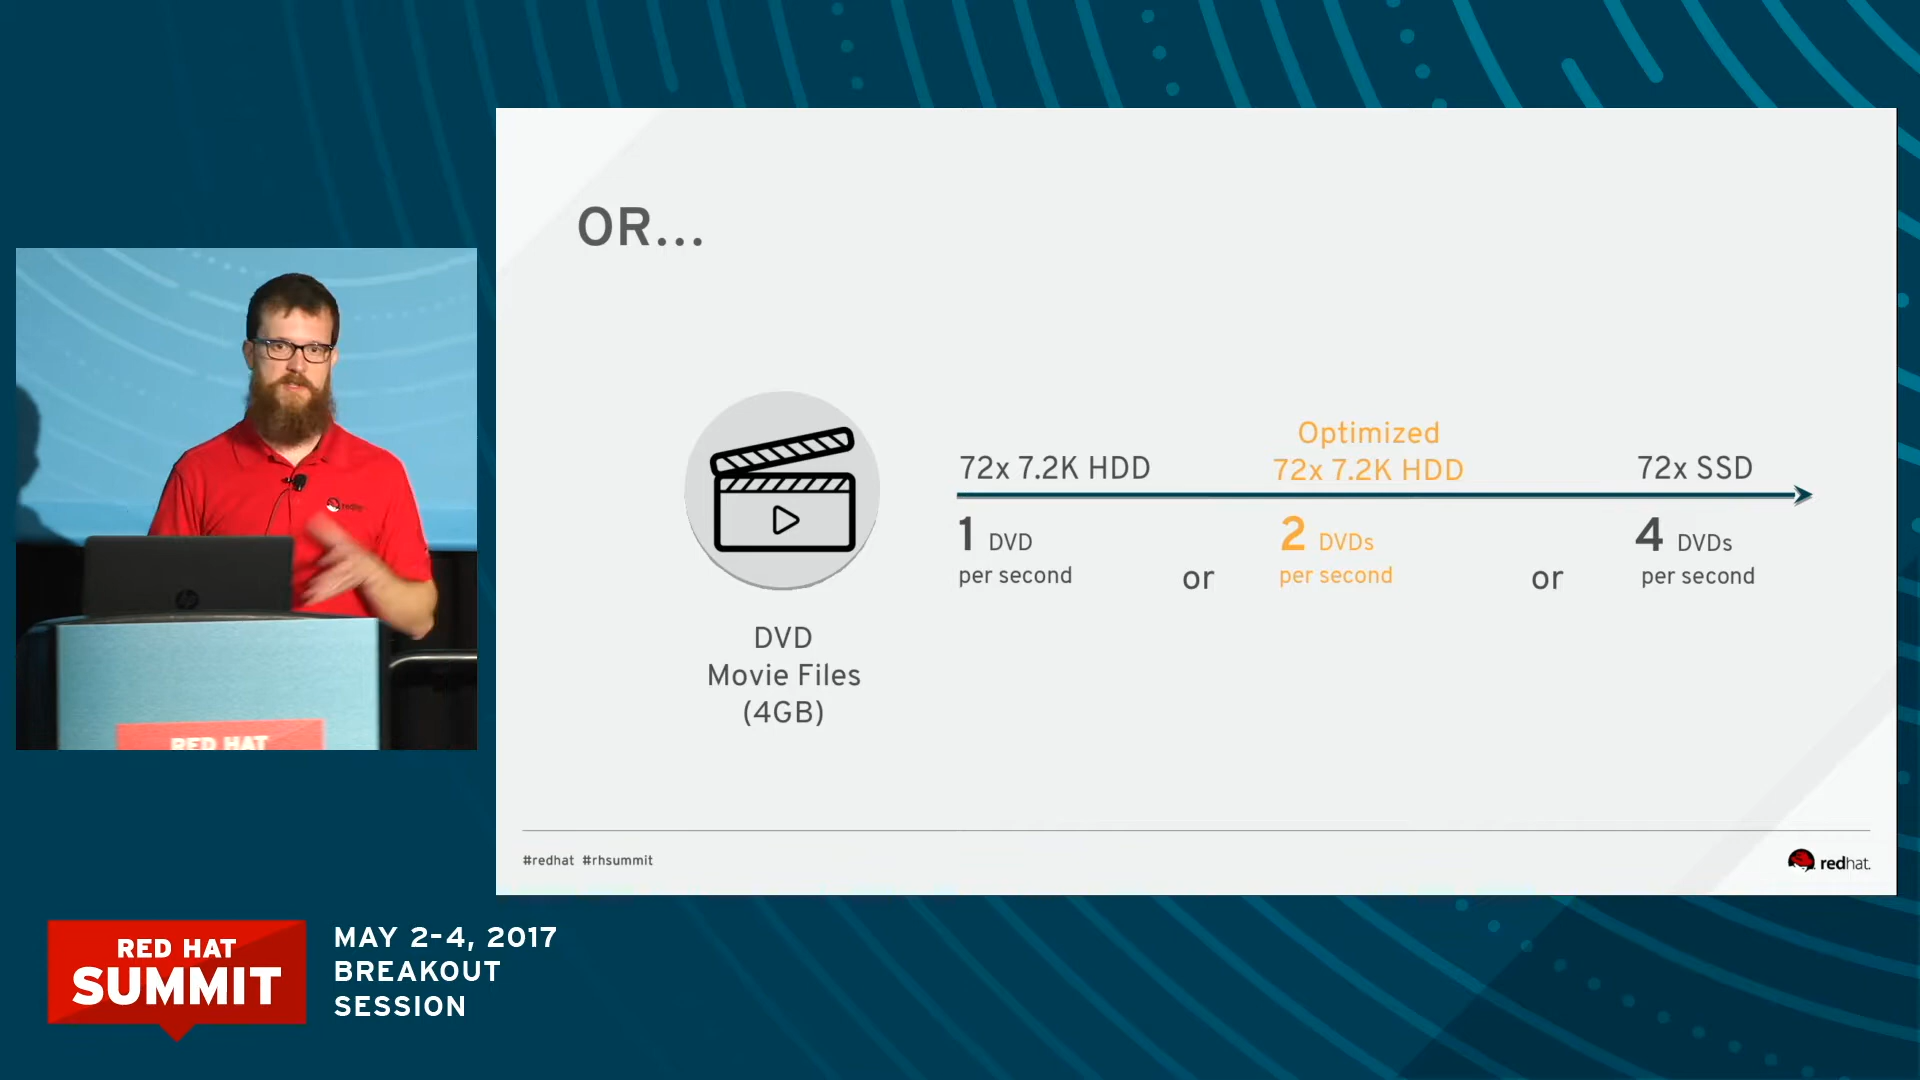 OR...
72x 7.2K HDD
Optimized
72x 7.2K HDD
72x SSD
1 DVD
per second
or
2 DVDs
per second
or
4 DVDs
per second
DVD
Movie Files
(4GB)
#redhat #rhsummit
redhat.
redhat
hp
RED HAT
RED HAT
SUMMIT
MAY 2-4, 2017
BREAKOUT
SESSION